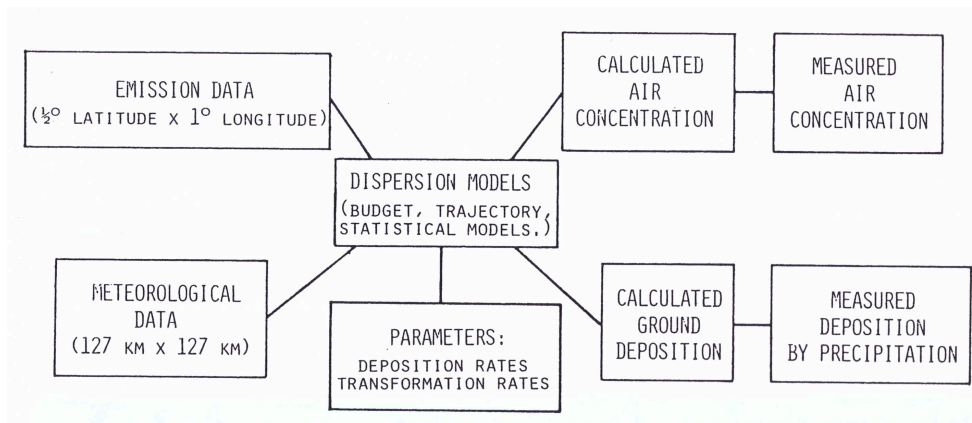 EMISSION DATA
(½° LATITUDE X 1° LONGITUDE)
CALCULATED
AIR
CONCENTRATION
MEASURED
AIR
CONCENTRATION
DISPERSION MODELS
(BUDGET, TRAJECTORY,
STATISTICAL MODELS.)
METEOROLOGICAL
DATA
(127 KM X 127 KM)
PARAMETERS:
DEPOSITION RATES
TRANSFORMATION RATES
CALCULATED
GROUND
DEPOSITION
MEASURED
DEPOSITION
BY PRECIPITATION